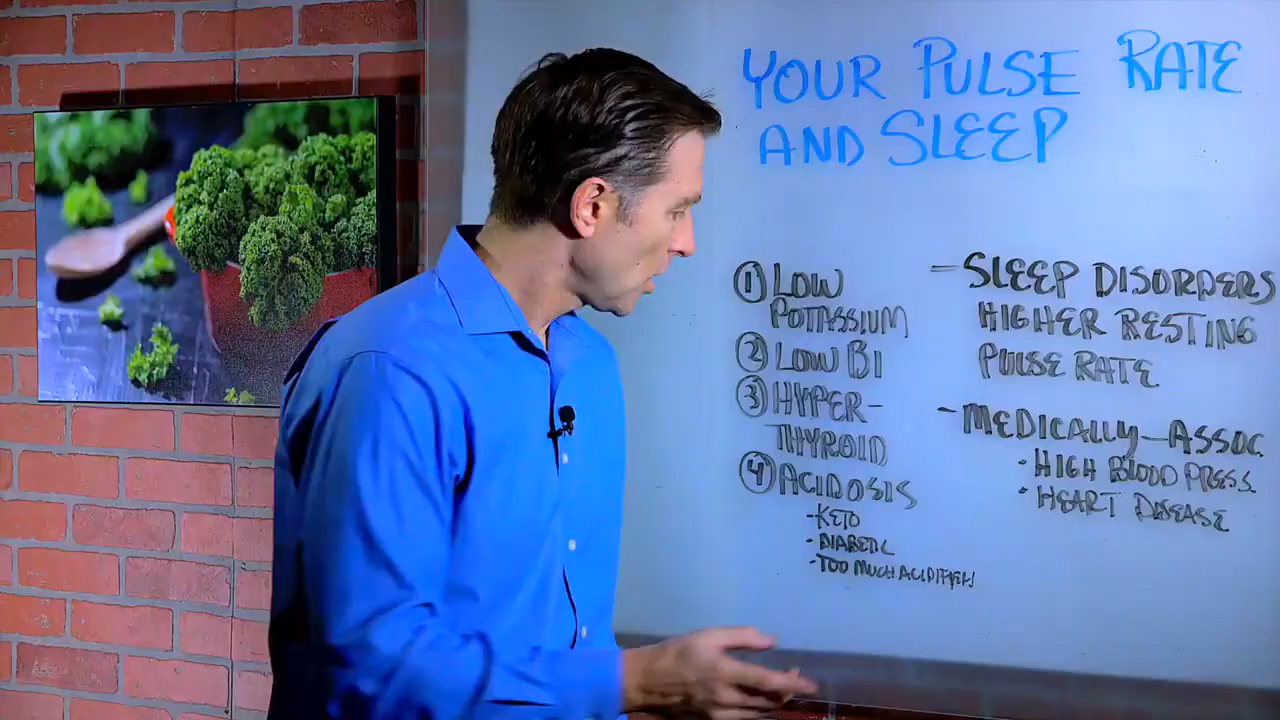 YOUR PULSE RATE
AND SLEEP
① LOW
POTASSIUM
② LOW B1
③ HYPER-
THYROID
④ ACIDOSIS
- KETO
- DIABETIC
- TOO MUCH ACIDIFIERS
- SLEEP DISORDERS
HIGHER RESTING
PULSE RATE
- MEDICALLY-ASSOC.
• HIGH BLOOD PRESS.
• HEART DISEASE